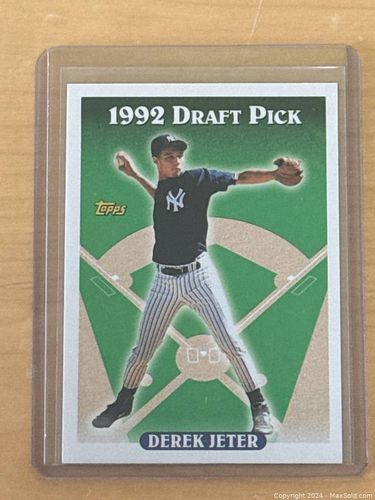 1992 DRAFT PICK
Topps
NY
DEREK JETER
Copyright 2024 - MaxSold.com